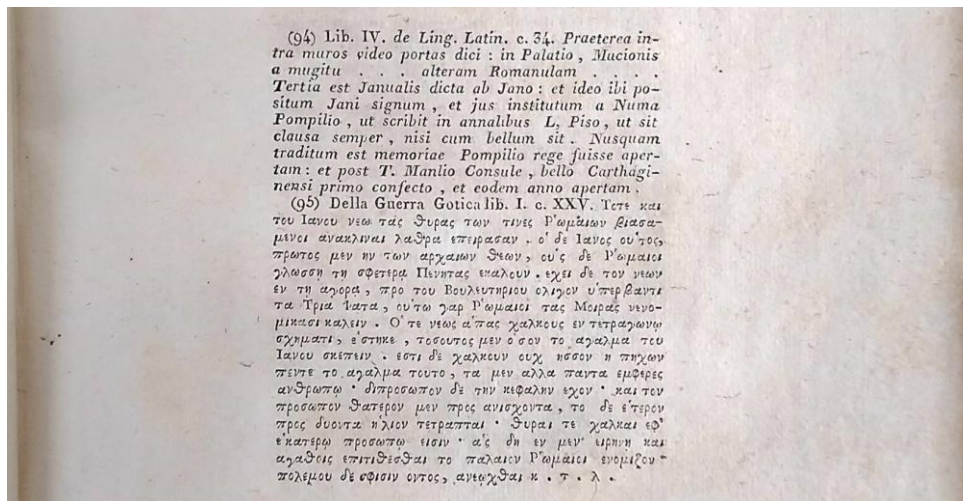 (94) Lib. IV. de Ling. Latin. c. 34. Praeterea in-
tra muros video portas dici : in Palatio , Mucionis
a mugitu . . . alteram Romanulam . . . .
Tertia est Janualis dicta ab Jano : et ideo ibi po-
situm Jani signum , et jus institutum a Numa
Pompilio , ut scribit in annalibus L, Piso , ut sit
clausa semper , nisi cum bellum sit . Nusquam
traditum est memoriae Pompilio rege fuisse aper-
tam : et post T. Manlio Consule , bello Carthagi-
nensi primo confecto , et eodem anno apertam .
(95) Della Guerra Gotica lib. I. c. XXV. Τοτε και
του Ιανου νεω τας θυρας των τινες Ρ'ωμαιων βιασα-
μενοι ανακλιναι λαθρα επειρασαν . ο' δε Ιανος ου'τος,
πρωτος μεν ην των αρχαιων θεων , ου'ς δε Ρ'ωμαιοι
γλωσση τη σφετερα Πενητας εκαλουν . εχει δε τον νεων
εν τη αγορα , προ του Βουλευτηριου ολιγον υ'περβαντι
τα Τρια Φατα , ου'τω γαρ Ρ'ωμαιοι τας Μοιρας νενο-
μικασι καλειν . Ο' τε νεως α'πας χαλκους εν τετραγωνω
σχηματι , ε'στηκε , τοσουτος μεν ο'σον το αγαλμα του
Ιανου σκεπειν . εστι δε χαλκουν ουχ ησσον η πηχων
πεντε το αγαλμα τουτο , τα μεν αλλα παντα εμφερες
ανθρωπω · διπροσωπον δε την κεφαλην εχον · και τον
προσωπον θατερον μεν προς ανισχοντα , το δε ε'τερον
προς δυοντα η'λιον τετραπται · θυραι τε χαλκαι εφ'
ε'κατερω προσωπω εισιν · α'ς δη εν μεν· ειρηνη και
αγαθοις επιτιθεσθαι το παλαιον Ρ'ωμαιοι ενομιζον ·
πολεμου δε σφισιν οντος, ανεωχθαι κ . τ . λ .